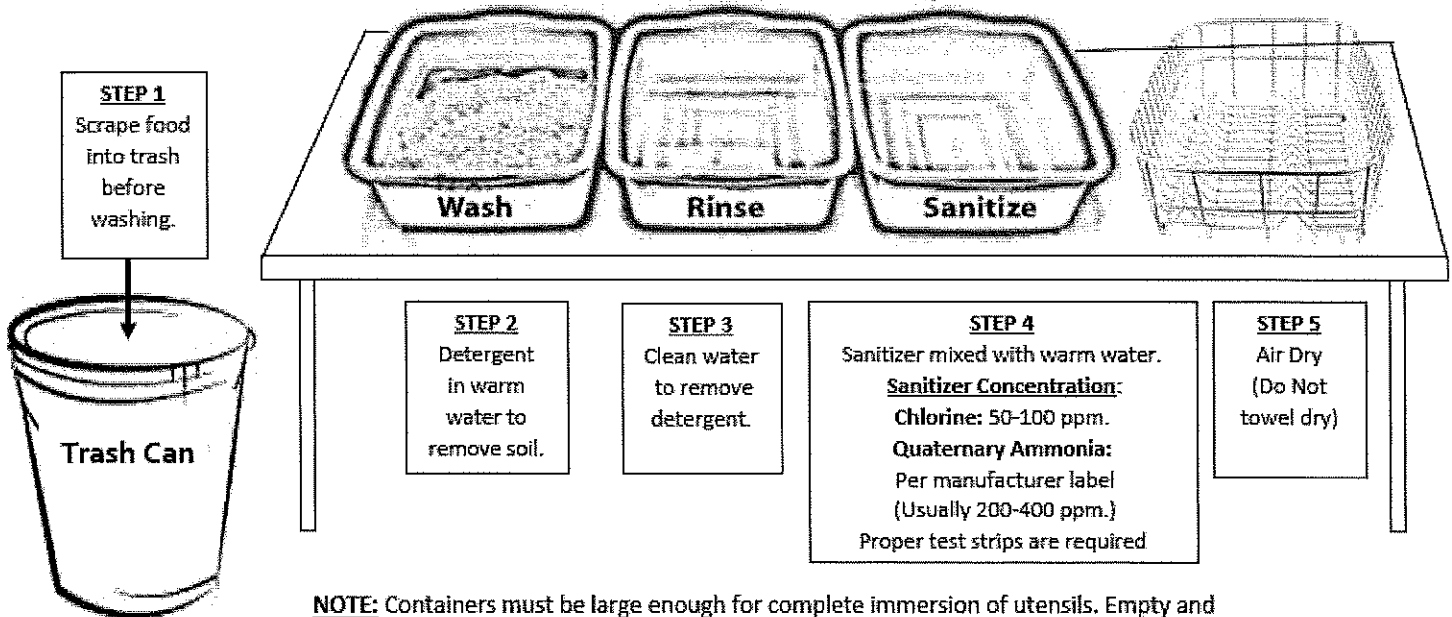 STEP 1
Scrape food
into trash
before
washing.
Trash Can
Wash
Rinse
Sanitize
STEP 2
Detergent
in warm
water to
remove soil.
STEP 3
Clean water
to remove
detergent.
STEP 4
Sanitizer mixed with warm water.
Sanitizer Concentration:
Chlorine: 50-100 ppm.
Quaternary Ammonia:
Per manufacturer label
(Usually 200-400 ppm.)
Proper test strips are required
STEP 5
Air Dry
(Do Not
towel dry)
NOTE: Containers must be large enough for complete immersion of utensils. Empty and